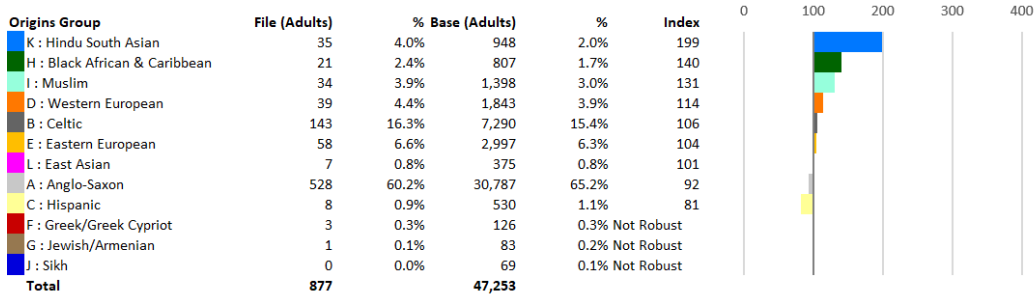 0 100 200 300 400
Origins Group File (Adults) % Base (Adults) % Index
K : Hindu South Asian 35 4.0% 948 2.0% 199
H : Black African & Caribbean 21 2.4% 807 1.7% 140
I : Muslim 34 3.9% 1,398 3.0% 131
D : Western European 39 4.4% 1,843 3.9% 114
B : Celtic 143 16.3% 7,290 15.4% 106
E : Eastern European 58 6.6% 2,997 6.3% 104
L : East Asian 7 0.8% 375 0.8% 101
A : Anglo-Saxon 528 60.2% 30,787 65.2% 92
C : Hispanic 8 0.9% 530 1.1% 81
F : Greek/Greek Cypriot 3 0.3% 126 0.3% Not Robust
G : Jewish/Armenian 1 0.1% 83 0.2% Not Robust
J : Sikh 0 0.0% 69 0.1% Not Robust
Total 877 47,253